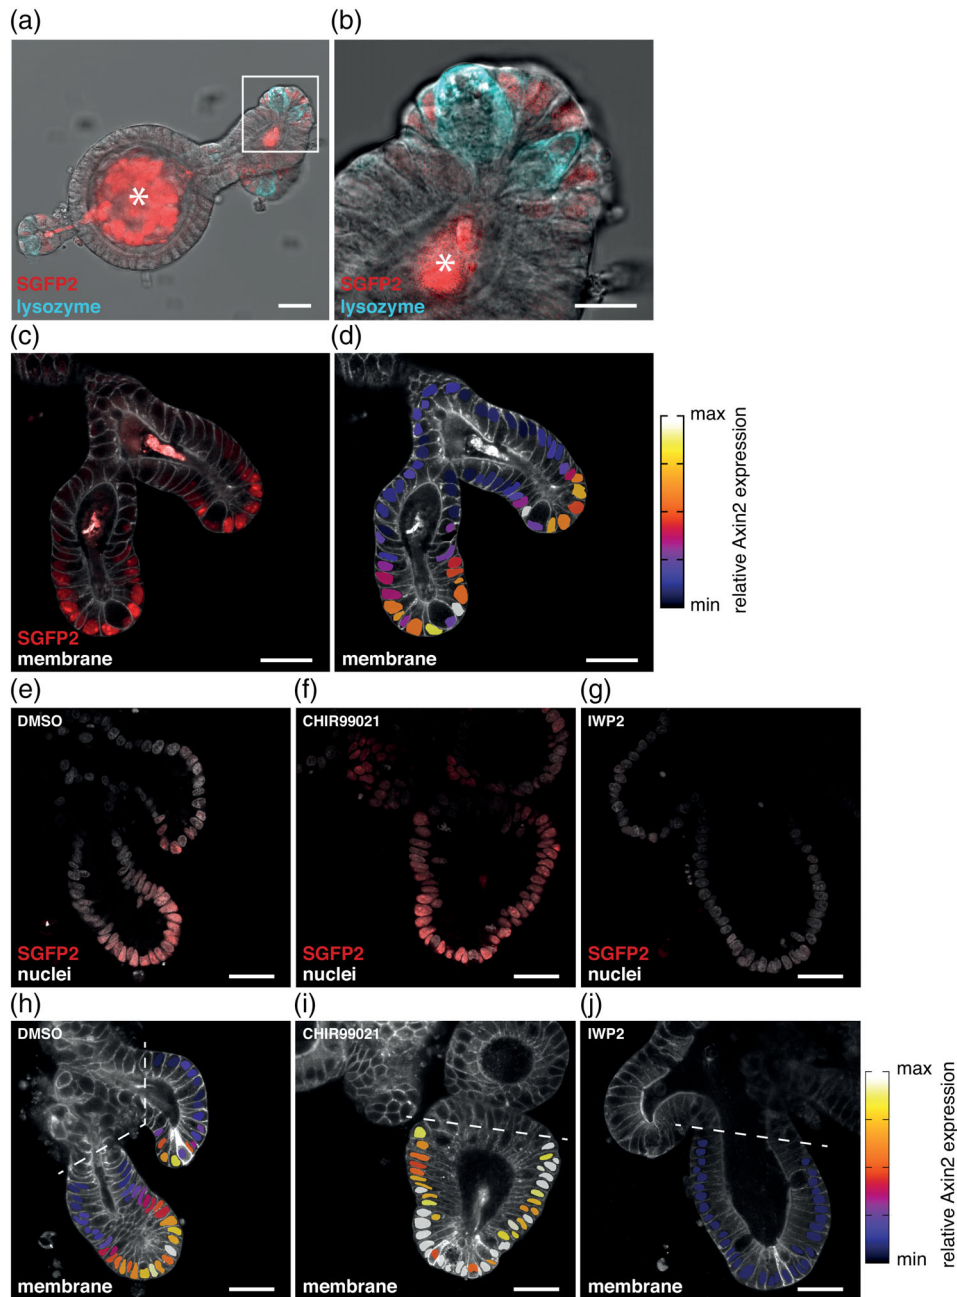 (a)
(b)
*
SGFP2
lysozyme
*
SGFP2
lysozyme
(c)
(d)
SGFP2
membrane
membrane
max
min
relative Axin2 expression
(e)
(f)
(g)
DMSO
CHIR99021
IWP2
SGFP2
nuclei
SGFP2
nuclei
SGFP2
nuclei
(h)
(i)
(j)
DMSO
CHIR99021
IWP2
membrane
membrane
membrane
max
min
relative Axin2 expression